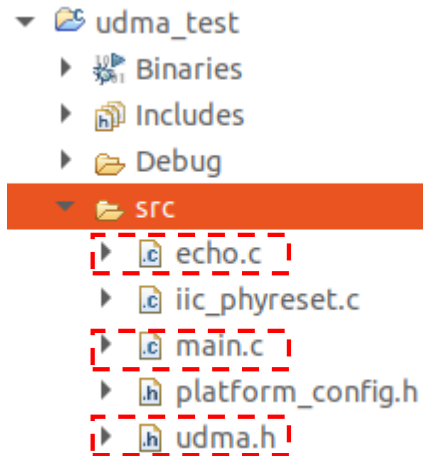 udma_test
Binaries
Includes
Debug
src
echo.c
iic_phyreset.c
main.c
platform_config.h
udma.h